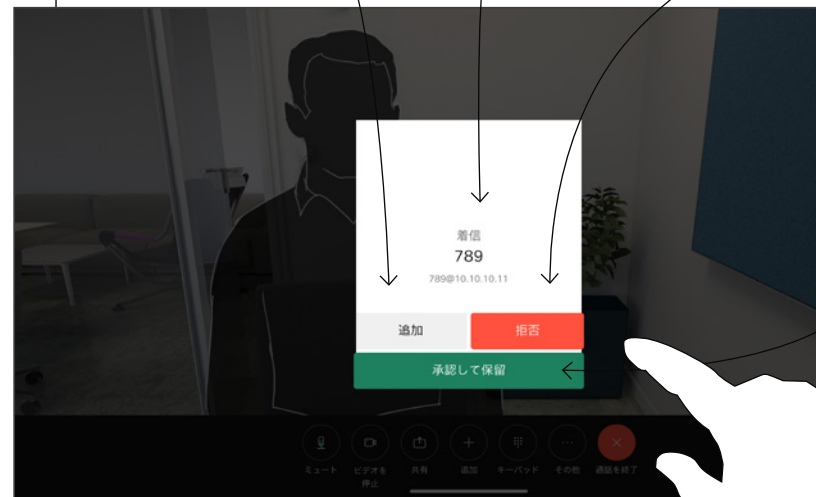 着信
789
789@10.10.10.11
追加
拒否
承認して保留
ミュート
ビデオを
停止
共有
追加
キーパッド
その他
通話を終了